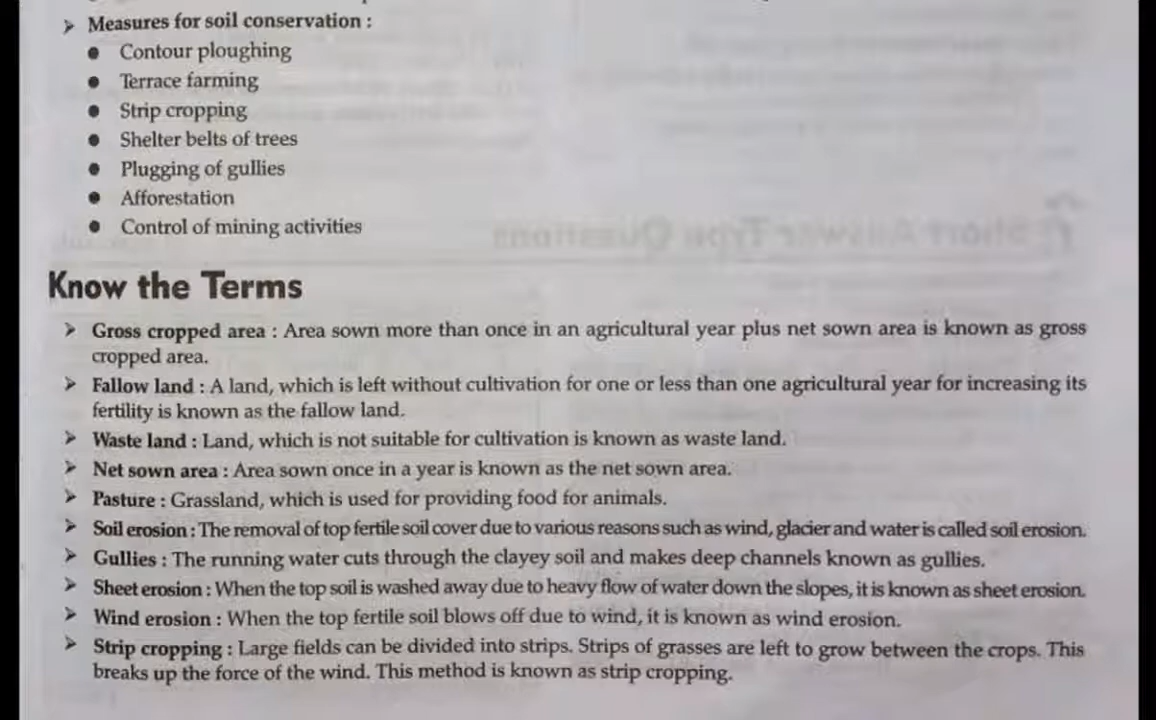 ➤ Measures for soil conservation :
● Contour ploughing
● Terrace farming
● Strip cropping
● Shelter belts of trees
● Plugging of gullies
● Afforestation
● Control of mining activities
Know the Terms
➤ Gross cropped area : Area sown more than once in an agricultural year plus net sown area is known as gross
cropped area.
➤ Fallow land : A land, which is left without cultivation for one or less than one agricultural year for increasing its
fertility is known as the fallow land.
➤ Waste land : Land, which is not suitable for cultivation is known as waste land.
➤ Net sown area : Area sown once in a year is known as the net sown area.
➤ Pasture : Grassland, which is used for providing food for animals.
➤ Soil erosion : The removal of top fertile soil cover due to various reasons such as wind, glacier and water is called soil erosion.
➤ Gullies : The running water cuts through the clayey soil and makes deep channels known as gullies.
➤ Sheet erosion : When the top soil is washed away due to heavy flow of water down the slopes, it is known as sheet erosion.
➤ Wind erosion : When the top fertile soil blows off due to wind, it is known as wind erosion.
➤ Strip cropping : Large fields can be divided into strips. Strips of grasses are left to grow between the crops. This
breaks up the force of the wind. This method is known as strip cropping.